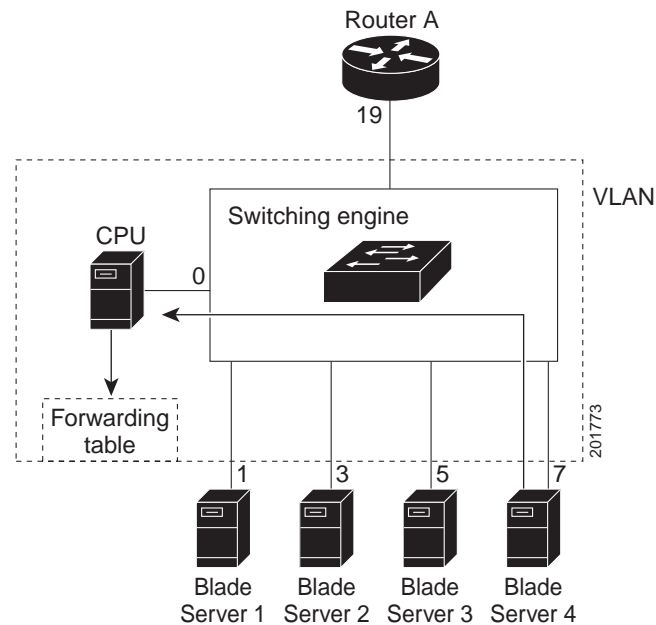 Router A
19
VLAN
Switching engine
CPU
0
Forwarding
table
201773
1
3
5
7
Blade
Server 1
Blade
Server 2
Blade
Server 3
Blade
Server 4